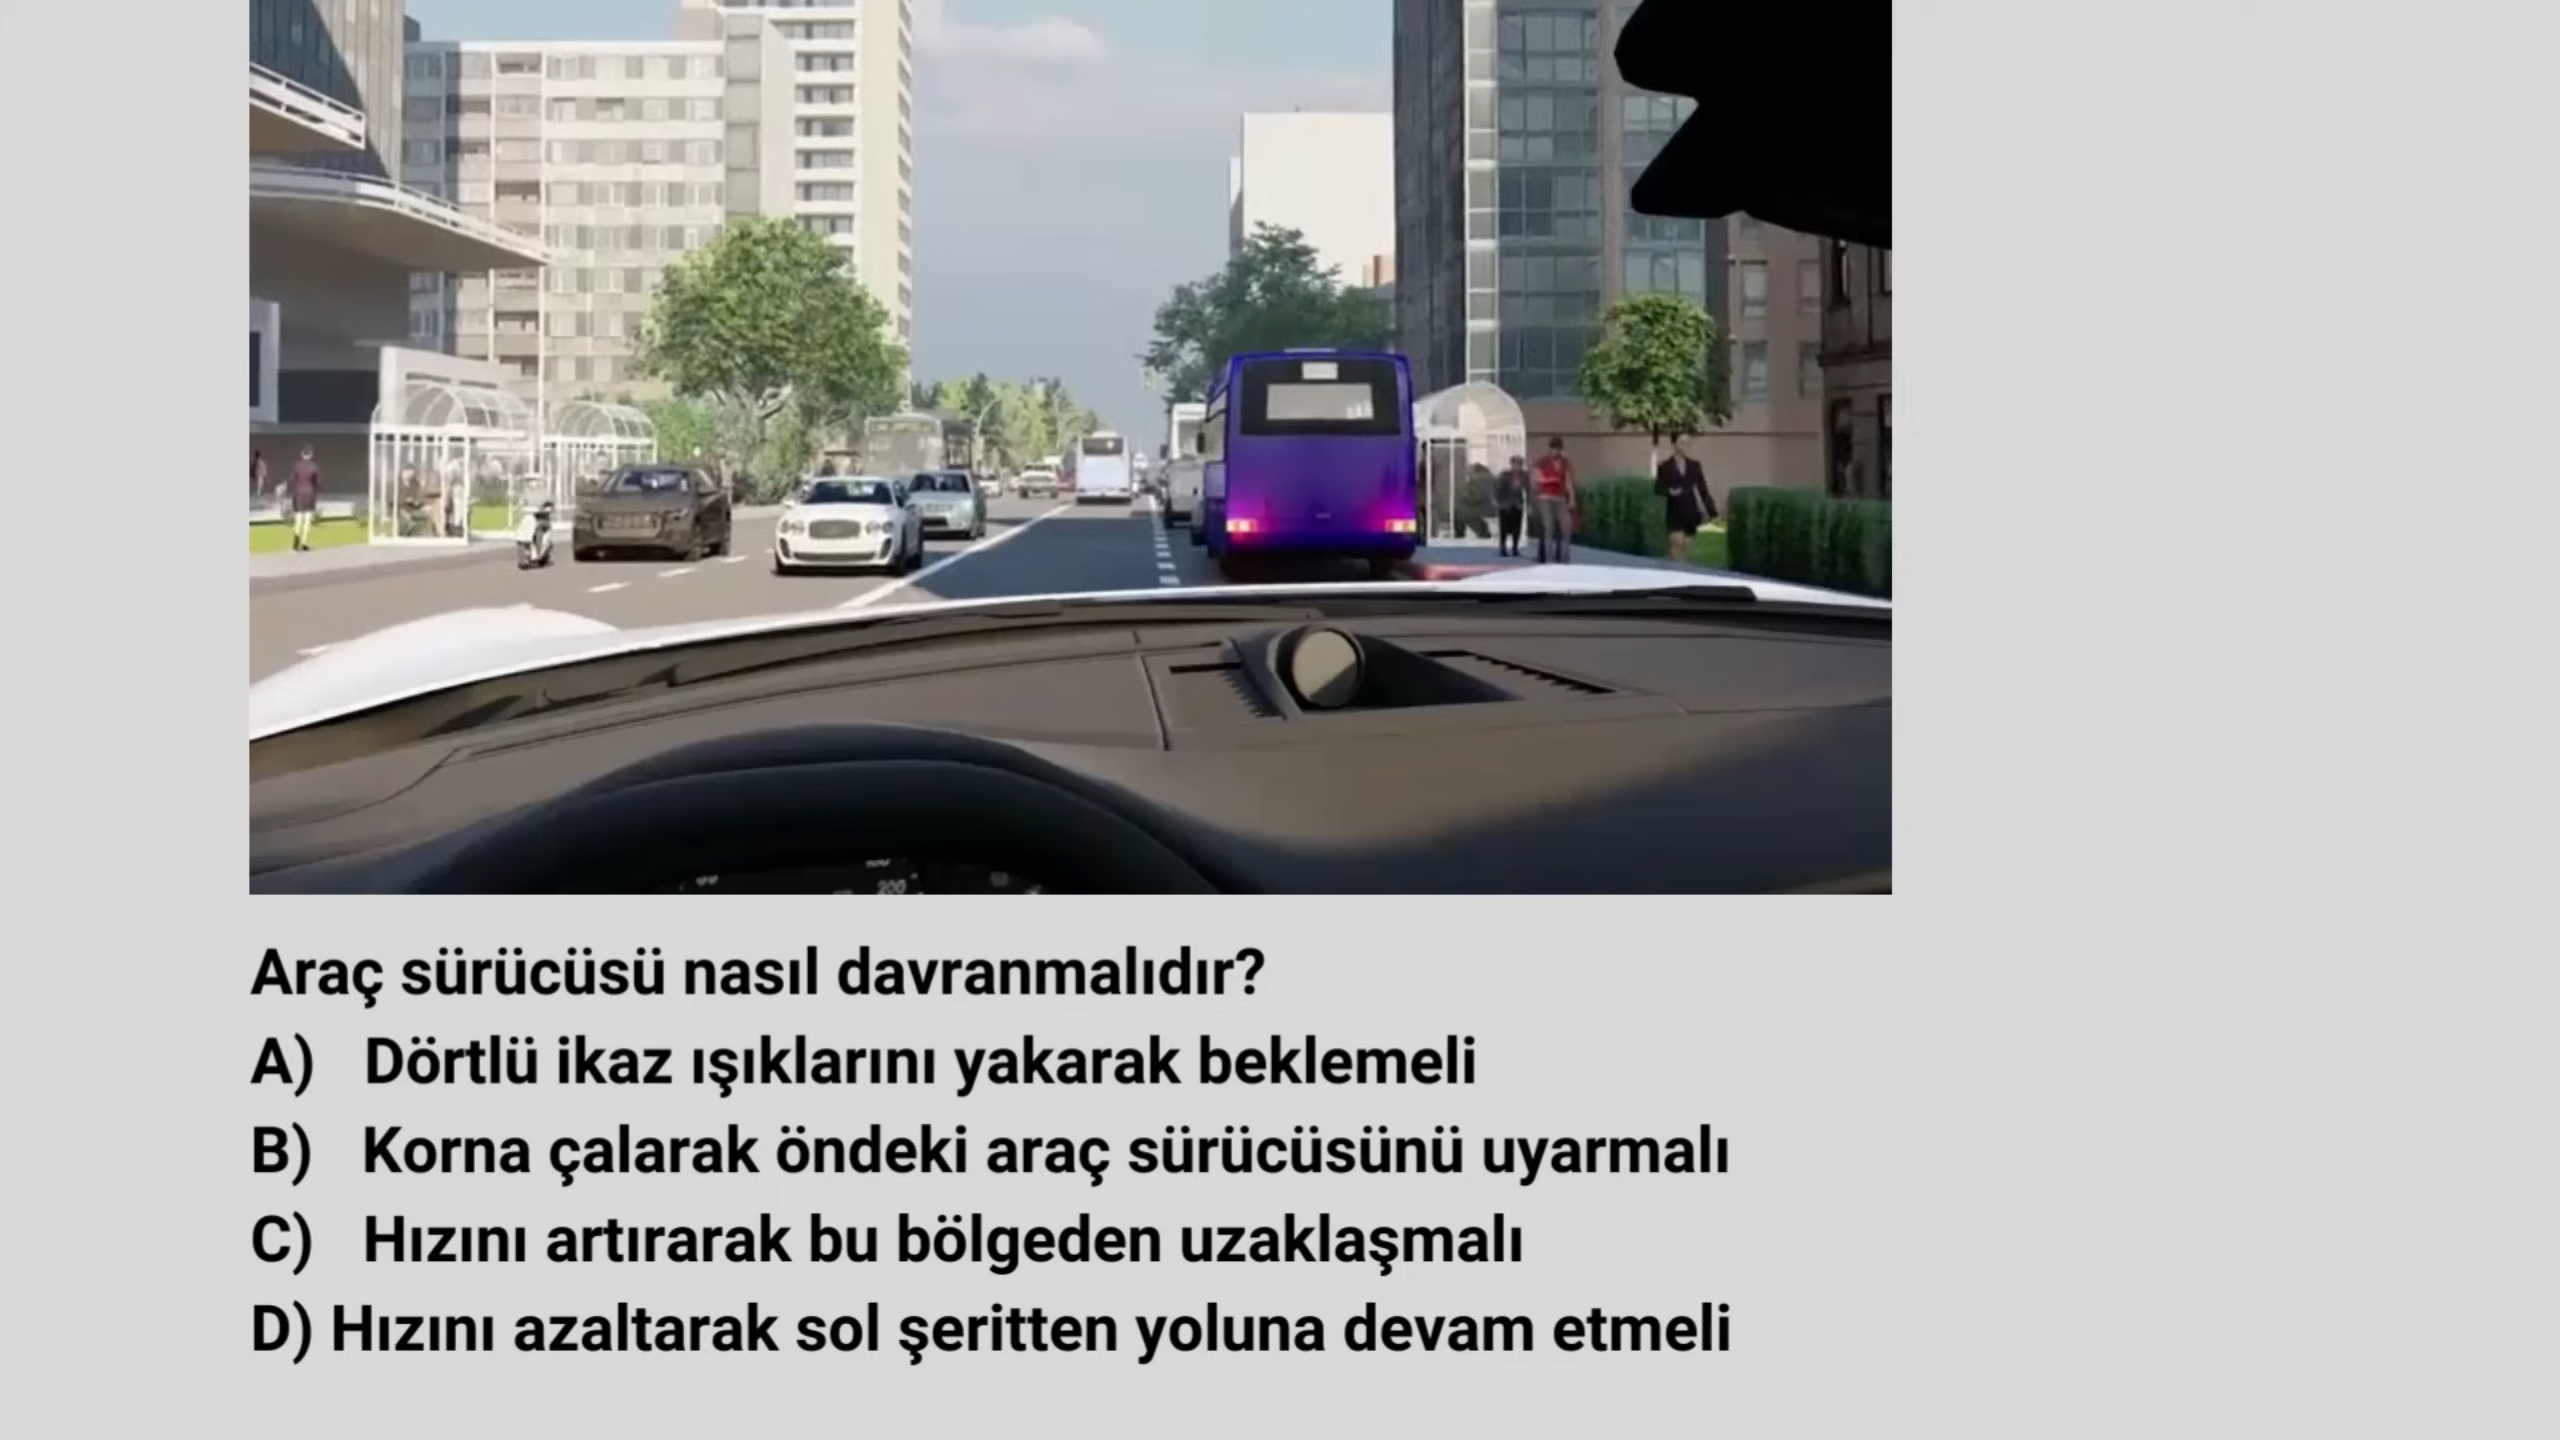 200
Araç sürücüsü nasıl davranmalıdır?
A) Dörtlü ikaz ışıklarını yakarak beklemeli
B) Korna çalarak öndeki araç sürücüsünü uyarmalı
C) Hızını artırarak bu bölgeden uzaklaşmalı
D) Hızını azaltarak sol şeritten yoluna devam etmeli